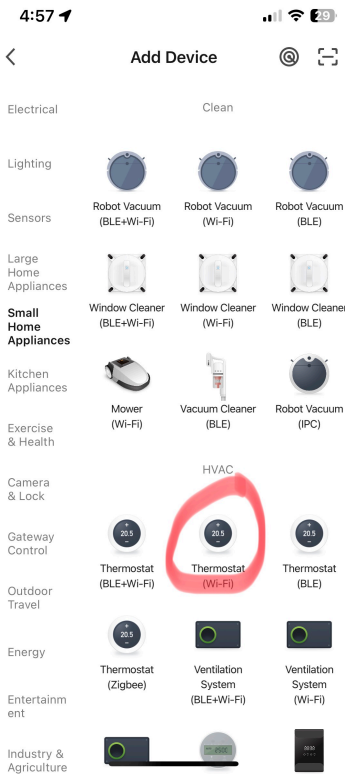 4:57
29
Add Device
Electrical
Lighting
Sensors
Large
Home
Appliances
Small
Home
Appliances
Kitchen
Appliances
Exercise
& Health
Camera
& Lock
Gateway
Control
Outdoor
Travel
Energy
Entertainm
ent
Industry &
Agriculture
Clean
Robot Vacuum
(BLE+Wi-Fi)
Robot Vacuum
(Wi-Fi)
Robot Vacuum
(BLE)
Window Cleaner
(BLE+Wi-Fi)
Window Cleaner
(Wi-Fi)
Window Cleaner
(BLE)
Mower
(Wi-Fi)
Vacuum Cleaner
(BLE)
Robot Vacuum
(IPC)
HVAC
20.5
Thermostat
(BLE+Wi-Fi)
20.5
Thermostat
(Wi-Fi)
20.5
Thermostat
(BLE)
20.5
Thermostat
(Zigbee)
Ventilation
System
(BLE+Wi-Fi)
Ventilation
System
(Wi-Fi)